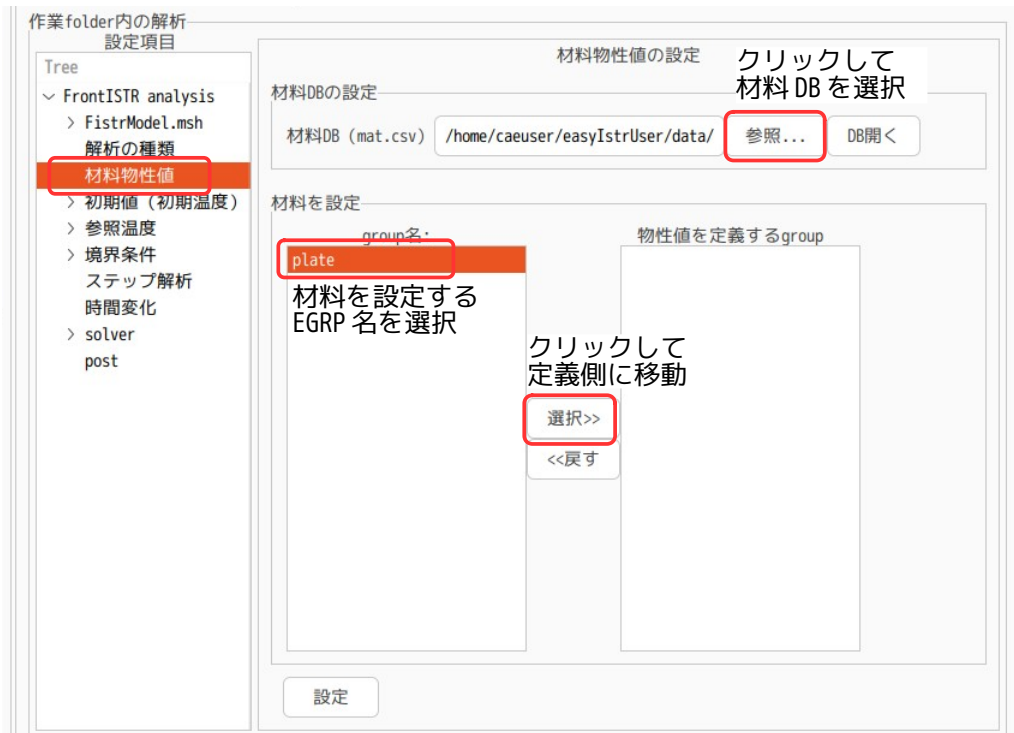 作業folder内の解析
設定項目
Tree
FrontISTR analysis
FistrModel.msh
解析の種類
材料物性値
初期値（初期温度）
参照温度
境界条件
ステップ解析
時間変化
solver
post
材料物性値の設定
クリックして
材料 DB を選択
材料DBの設定
材料DB (mat.csv)
/home/caeuser/easyIstrUser/data/
参照...
DB開く
材料を設定
group名:
物性値を定義するgroup
plate
材料を設定する
EGRP 名を選択
クリックして
定義側に移動
選択>>
<<戻す
設定